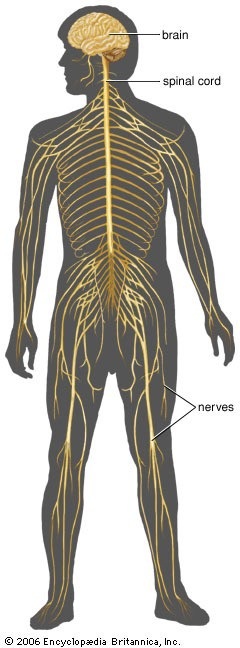 brain
spinal cord
nerves
© 2006 Encyclopædia Britannica, Inc.